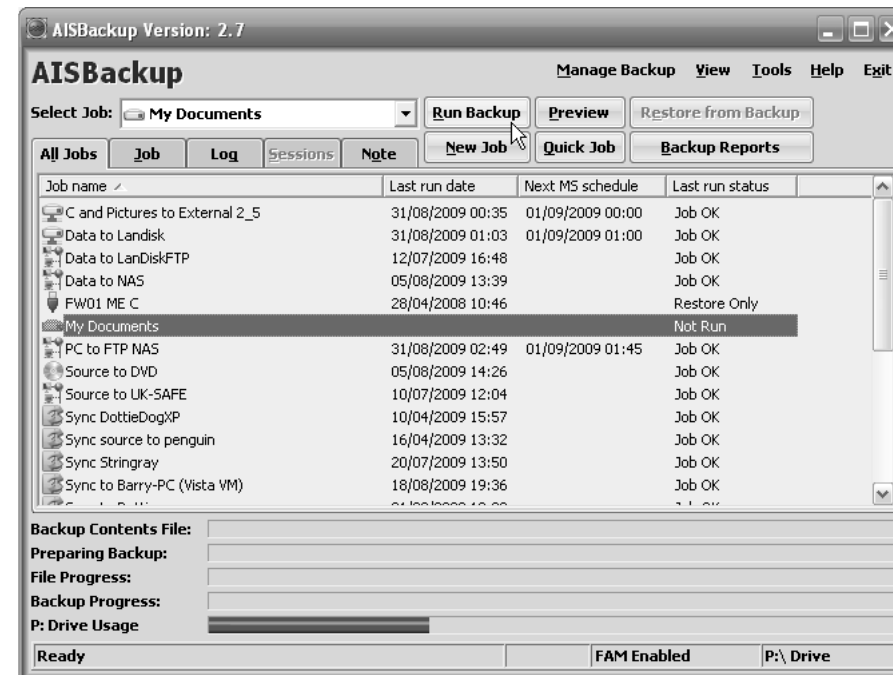 AISBackup Version: 2.7
AISBackup
Manage Backup View Tools Help Exit
Select Job: My Documents Run Backup Preview Restore from Backup
New Job Quick Job Backup Reports
All Jobs Job Log Sessions Note
Job name Last run date Next MS schedule Last run status
C and Pictures to External 2_5 31/08/2009 00:35 01/09/2009 00:00 Job OK
Data to Landisk 31/08/2009 01:03 01/09/2009 01:00 Job OK
Data to LanDiskFTP 12/07/2009 16:48 Job OK
Data to NAS 05/08/2009 13:39 Job OK
FW01 ME C 28/04/2008 10:46 Restore Only
My Documents Not Run
PC to FTP NAS 31/08/2009 02:49 01/09/2009 01:45 Job OK
Source to DVD 05/08/2009 14:26 Job OK
Source to UK-SAFE 10/07/2009 12:04 Job OK
Sync DottieDogXP 10/04/2009 15:57 Job OK
Sync source to penguin 16/04/2009 13:32 Job OK
Sync Stringray 20/07/2009 13:50 Job OK
Sync to Barry-PC (Vista VM) 18/08/2009 19:36 Job OK
Backup Contents File:
Preparing Backup:
File Progress:
Backup Progress:
P: Drive Usage
Ready FAM Enabled P:\ Drive